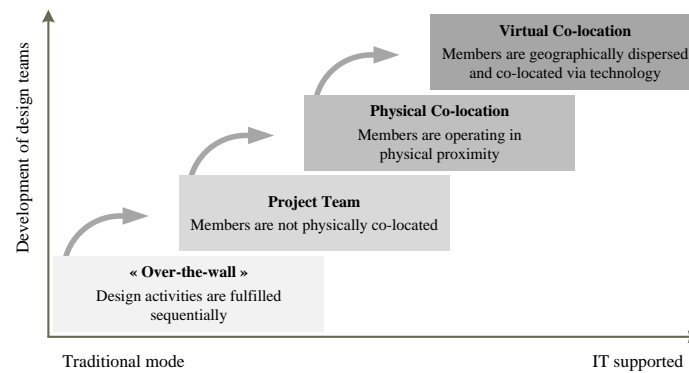 Virtual Co-location
Members are geographically dispersed
and co-located via technology
Physical Co-location
Members are operating in
physical proximity
Project Team
Members are not physically co-located
« Over-the-wall »
Design activities are fulfilled
sequentially
Development of design teams
Traditional mode
IT supported